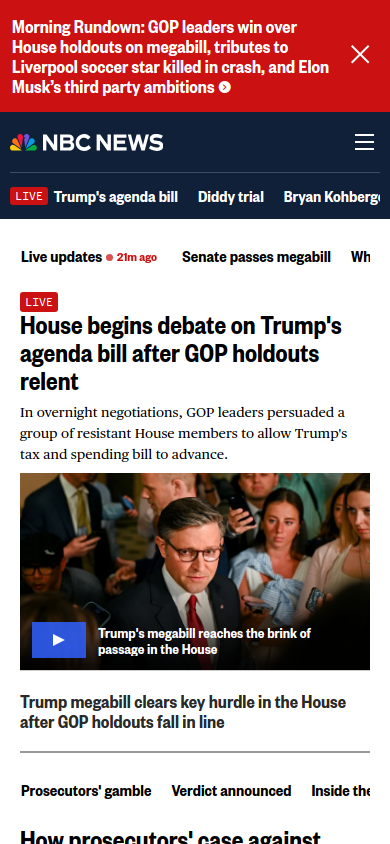 Morning Rundown: GOP leaders win over
House holdouts on megabill, tributes to
Liverpool soccer star killed in crash, and Elon
Musk's third party ambitions
NBC NEWS
LIVE Trump's agenda bill Diddy trial Bryan Kohberge
Live updates 21m ago Senate passes megabill Wh
LIVE
House begins debate on Trump's
agenda bill after GOP holdouts
relent
In overnight negotiations, GOP leaders persuaded a
group of resistant House members to allow Trump's
tax and spending bill to advance.
Trump's megabill reaches the brink of
passage in the House
Trump megabill clears key hurdle in the House
after GOP holdouts fall in line
Prosecutors' gamble Verdict announced Inside the
How prosecutors' case against